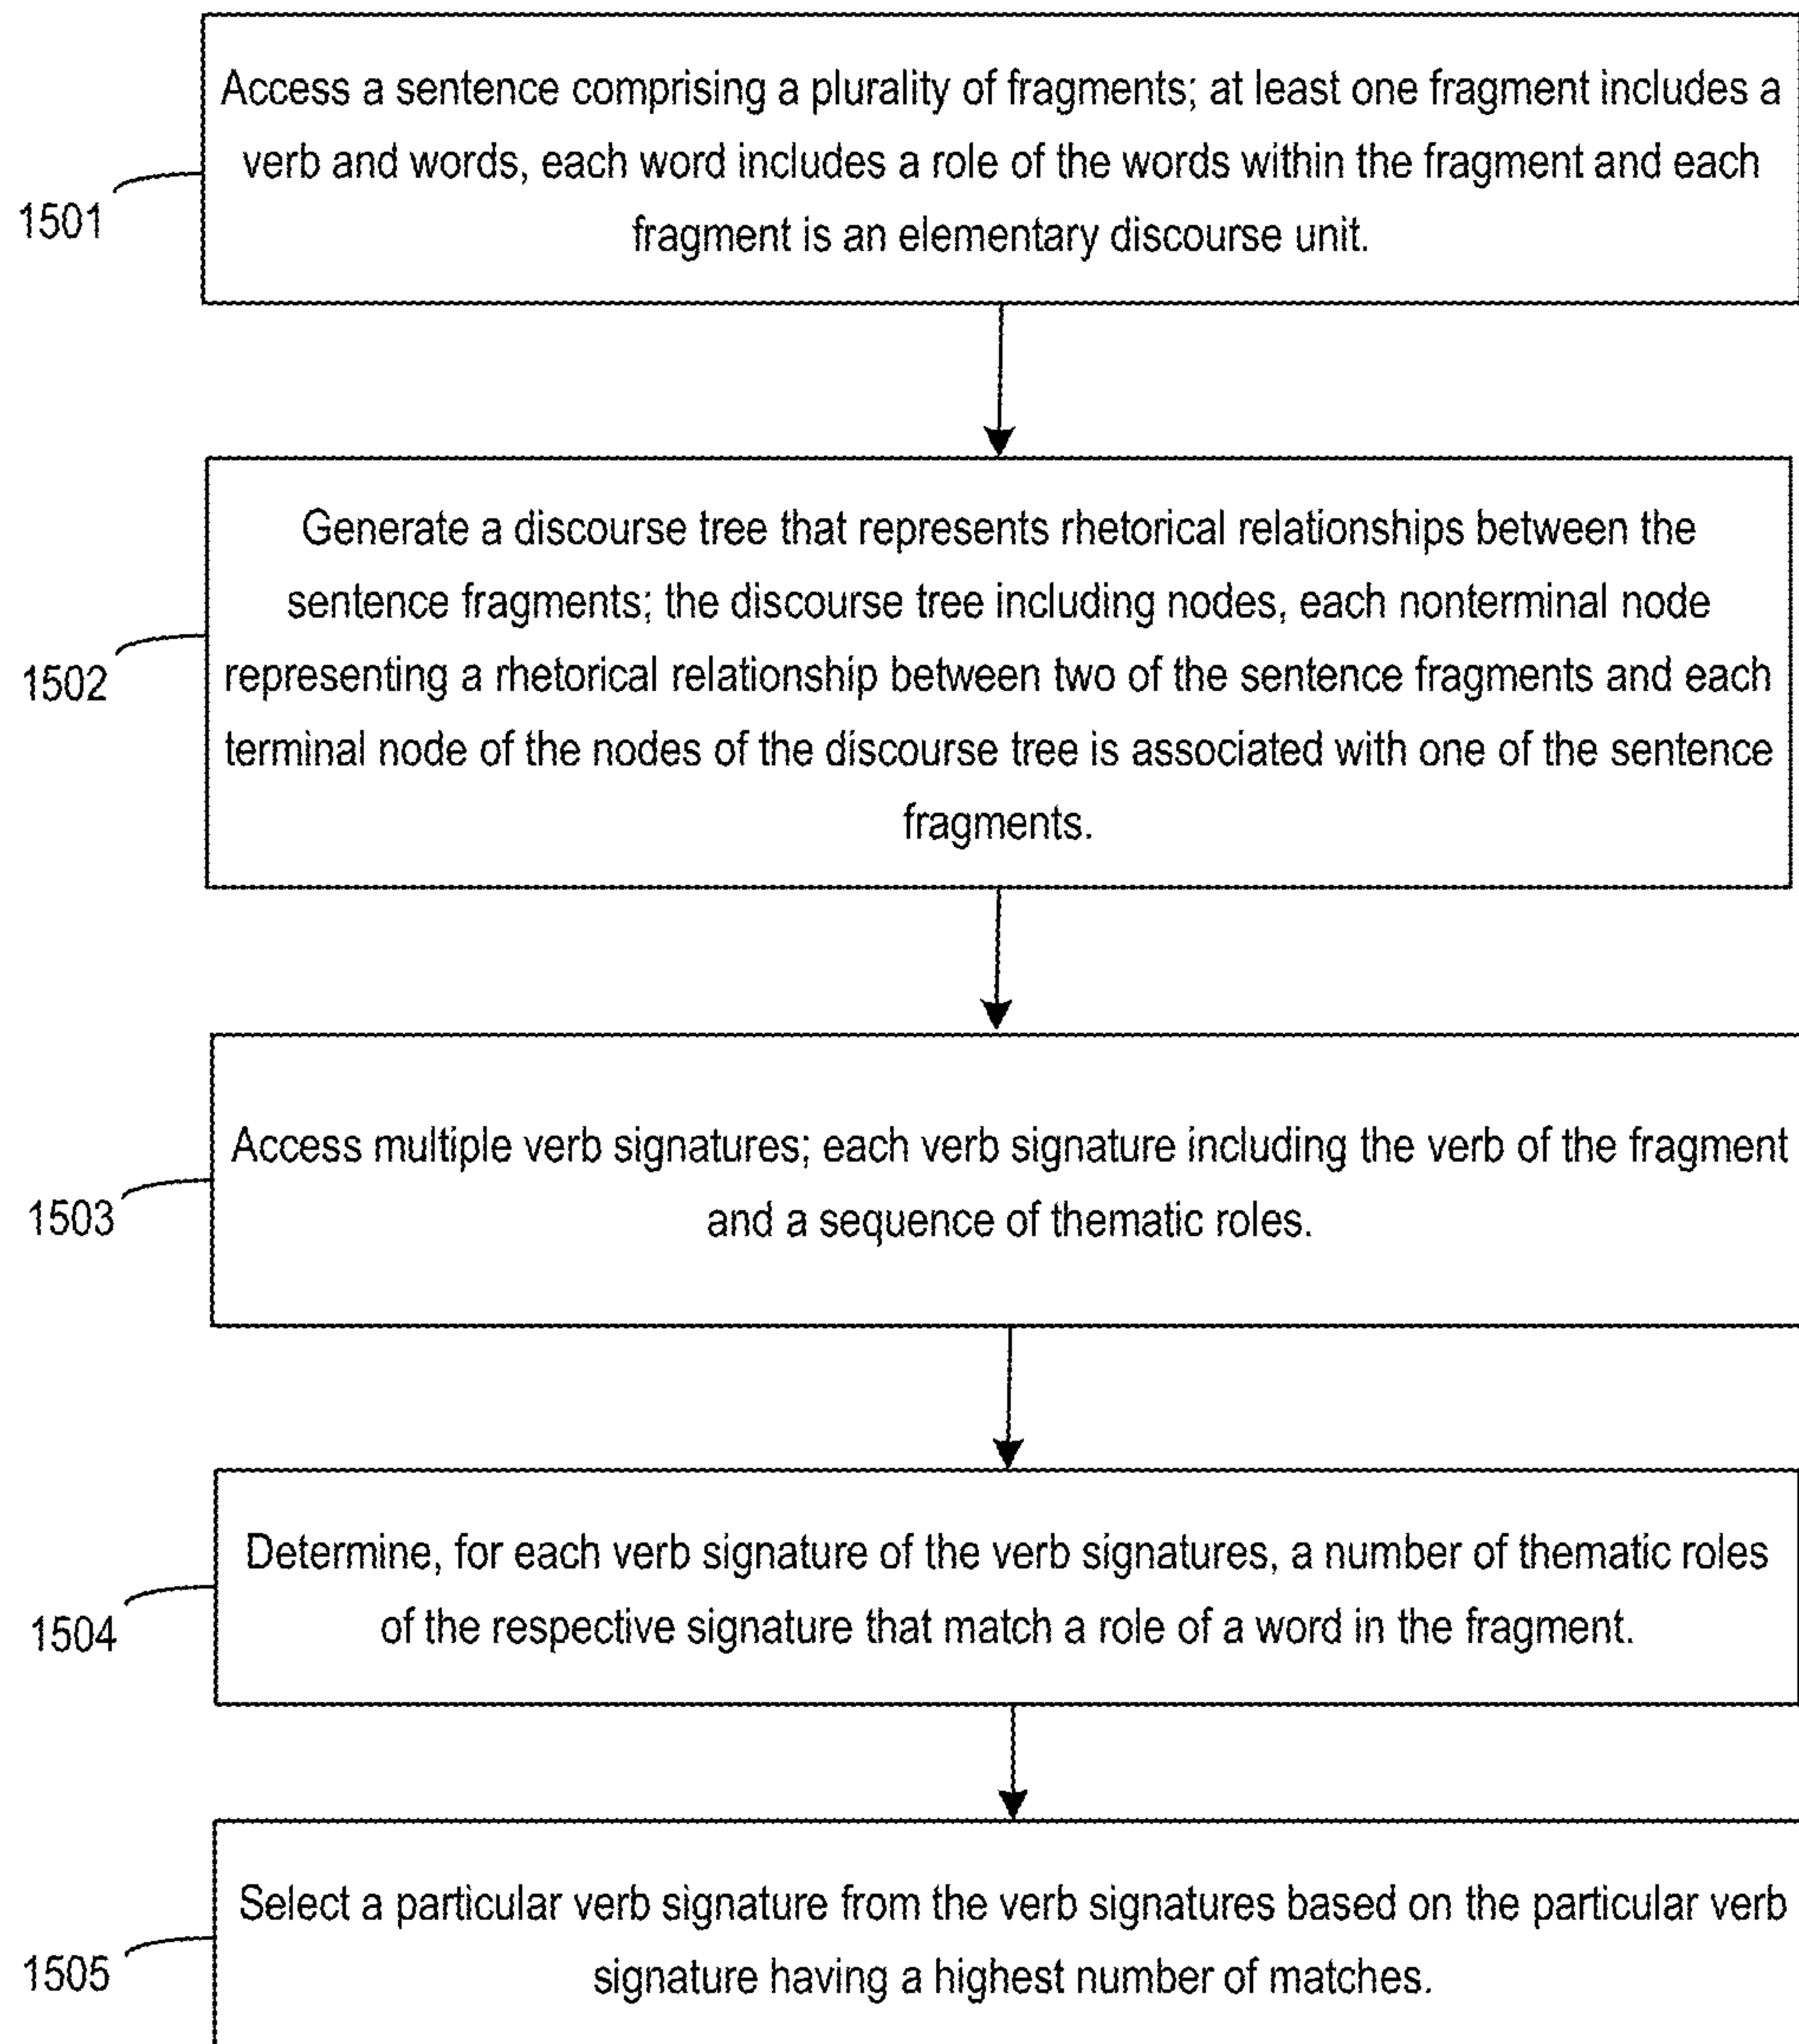 Access a sentence comprising a plurality of fragments; at least one fragment includes a
verb and words, each word includes a role of the words within the fragment and each
fragment is an elementary discourse unit.
1501
Generate a discourse tree that represents rhetorical relationships between the
sentence fragments; the discourse tree including nodes, each nonterminal node
representing a rhetorical relationship between two of the sentence fragments and each
terminal node of the nodes of the discourse tree is associated with one of the sentence
fragments.
1502
Access multiple verb signatures; each verb signature including the verb of the fragment
and a sequence of thematic roles.
1503
Determine, for each verb signature of the verb signatures, a number of thematic roles
of the respective signature that match a role of a word in the fragment.
1504
Select a particular verb signature from the verb signatures based on the particular verb
signature having a highest number of matches.
1505